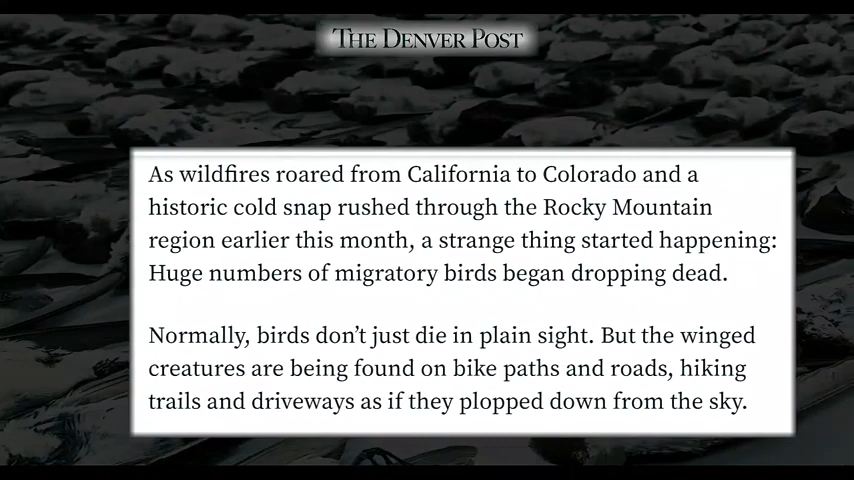 THE DENVER POST
As wildfires roared from California to Colorado and a
historic cold snap rushed through the Rocky Mountain
region earlier this month, a strange thing started happening:
Huge numbers of migratory birds began dropping dead.
Normally, birds don’t just die in plain sight. But the winged
creatures are being found on bike paths and roads, hiking
trails and driveways as if they plopped down from the sky.